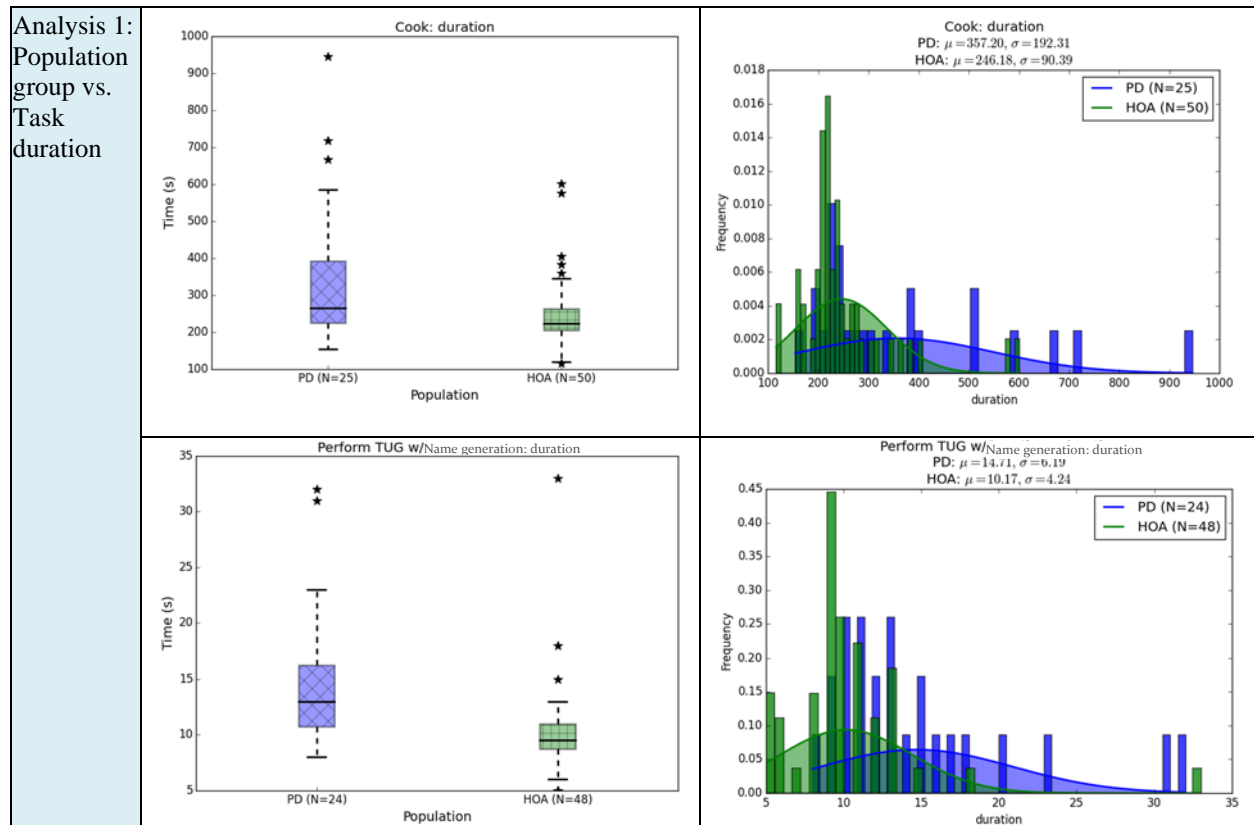 Analysis 1:
Population
group vs.
Task
duration
Cook: duration
1000
900
800
700
600
500
400
300
200
100
Time (s)
PD (N=25)
HOA (N=50)
Population
Cook: duration
PD: μ=357.20, σ=192.31
HOA: μ=246.18, σ=90.39
0.018
0.016
0.014
0.012
0.010
0.008
0.006
0.004
0.002
0.000
Frequency
PD (N=25)
HOA (N=50)
100 200 300 400 500 600 700 800 900 1000
duration
Perform TUG w/Name generation: duration
35
30
25
20
15
10
5
Time (s)
PD (N=24)
HOA (N=48)
Population
Perform TUG w/Name generation: duration
PD: μ=14.71, σ=6.19
HOA: μ=10.17, σ=4.24
0.45
0.40
0.35
0.30
0.25
0.20
0.15
0.10
0.05
0.00
Frequency
PD (N=24)
HOA (N=48)
5 10 15 20 25 30 35
duration